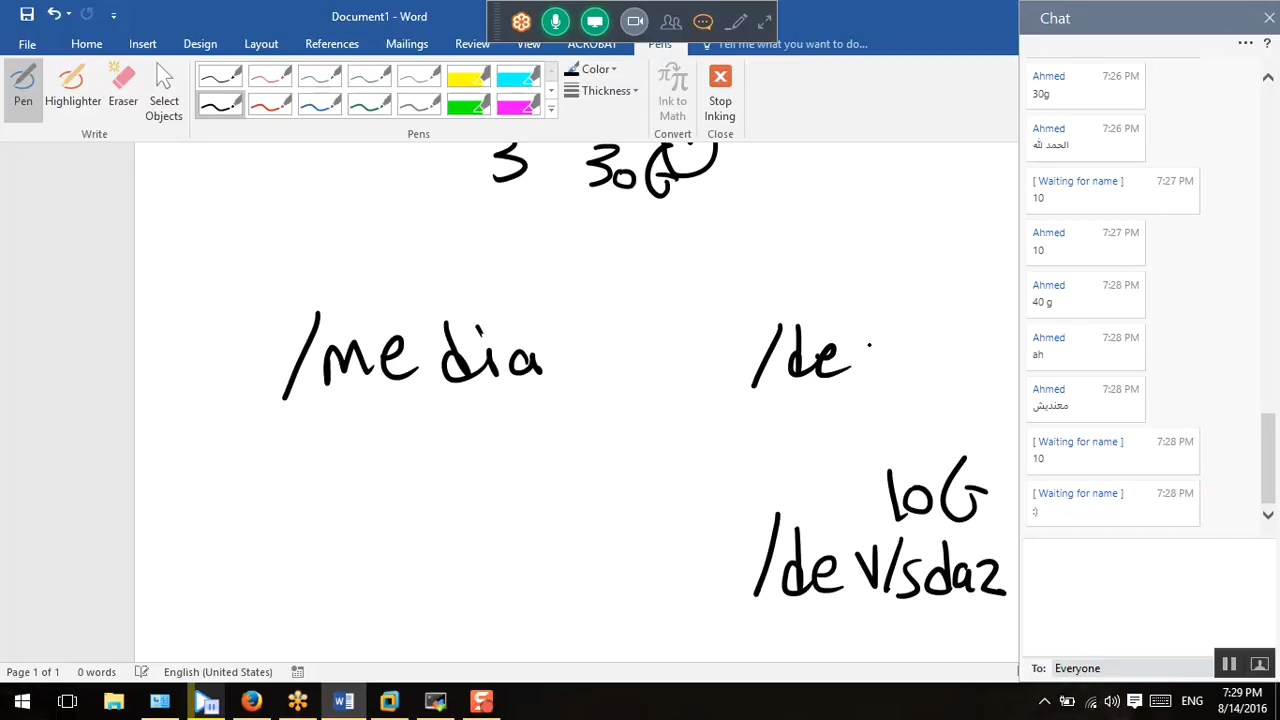 Document1 - Word
Chat
File Home Insert Design Layout References Mailings Review View ACROBAT Pens Tell me what you want to do...
Pen Highlighter Eraser Select Objects
Color
Thickness
Ink to Math
Stop Inking
Write Pens Convert Close
3 30G
/media /de
10G
/dev/sda2
Ahmed 7:26 PM
30g
Ahmed 7:26 PM
الحمد لله
[ Waiting for name ] 7:27 PM
10
Ahmed 7:27 PM
10
Ahmed 7:28 PM
40 g
Ahmed 7:28 PM
ah
Ahmed 7:28 PM
معنديش
[ Waiting for name ] 7:28 PM
10
[ Waiting for name ] 7:28 PM
:)
To: Everyone
Page 1 of 1 0 words English (United States)
ENG 7:29 PM
8/14/2016